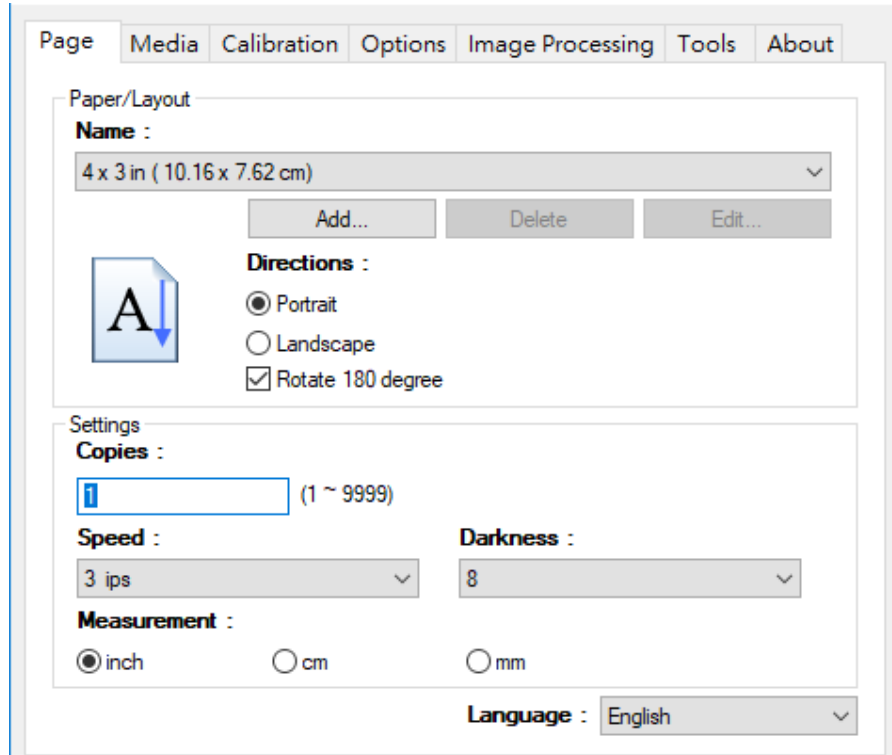 Page Media Calibration Options Image Processing Tools About
Paper/Layout
Name :
4 x 3 in ( 10.16 x 7.62 cm)
Add... Delete Edit...
A
Directions :
Portrait
Landscape
Rotate 180 degree
Settings
Copies :
1 (1 ~ 9999)
Speed : Darkness :
3 ips 8
Measurement :
inch cm mm
Language : English